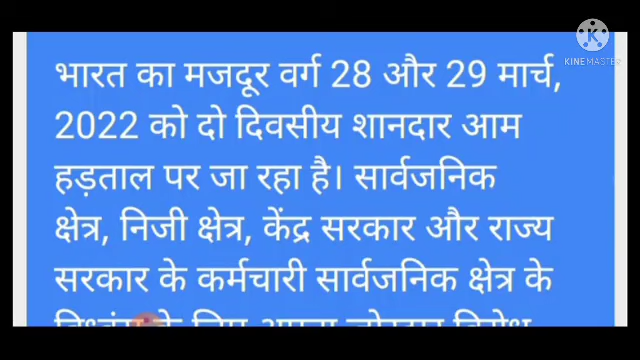 भारत का मजदूर वर्ग 28 और 29 मार्च,
2022 को दो दिवसीय शानदार आम
हड़ताल पर जा रहा है। सार्वजनिक
क्षेत्र, निजी क्षेत्र, केंद्र सरकार और राज्य
सरकार के कर्मचारी सार्वजनिक क्षेत्र के
K
KINEMASTER